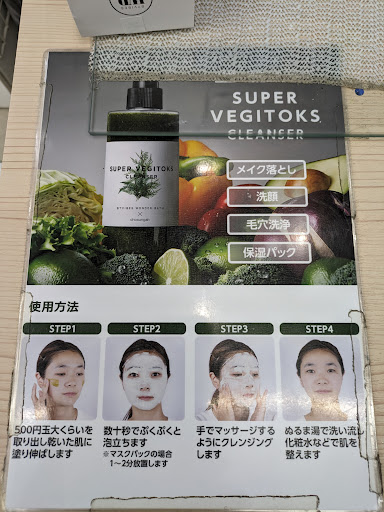 SUPER
VEGITOKS
CLEANSER
SUPER VEGITOKS
CLEANSER
メイク落とし
洗顔
毛穴洗浄
保湿パック
使用方法
STEP1
500円玉大くらいを
取り出し乾いた肌に
塗り伸ばします
STEP2
数十秒でぷくぷくと
泡立ちます
※マスクパックの場合
1〜2分放置します
STEP3
手でマッサージする
ようにクレンジング
します
STEP4
ぬるま湯で洗い流し
化粧水などで肌を
整えます